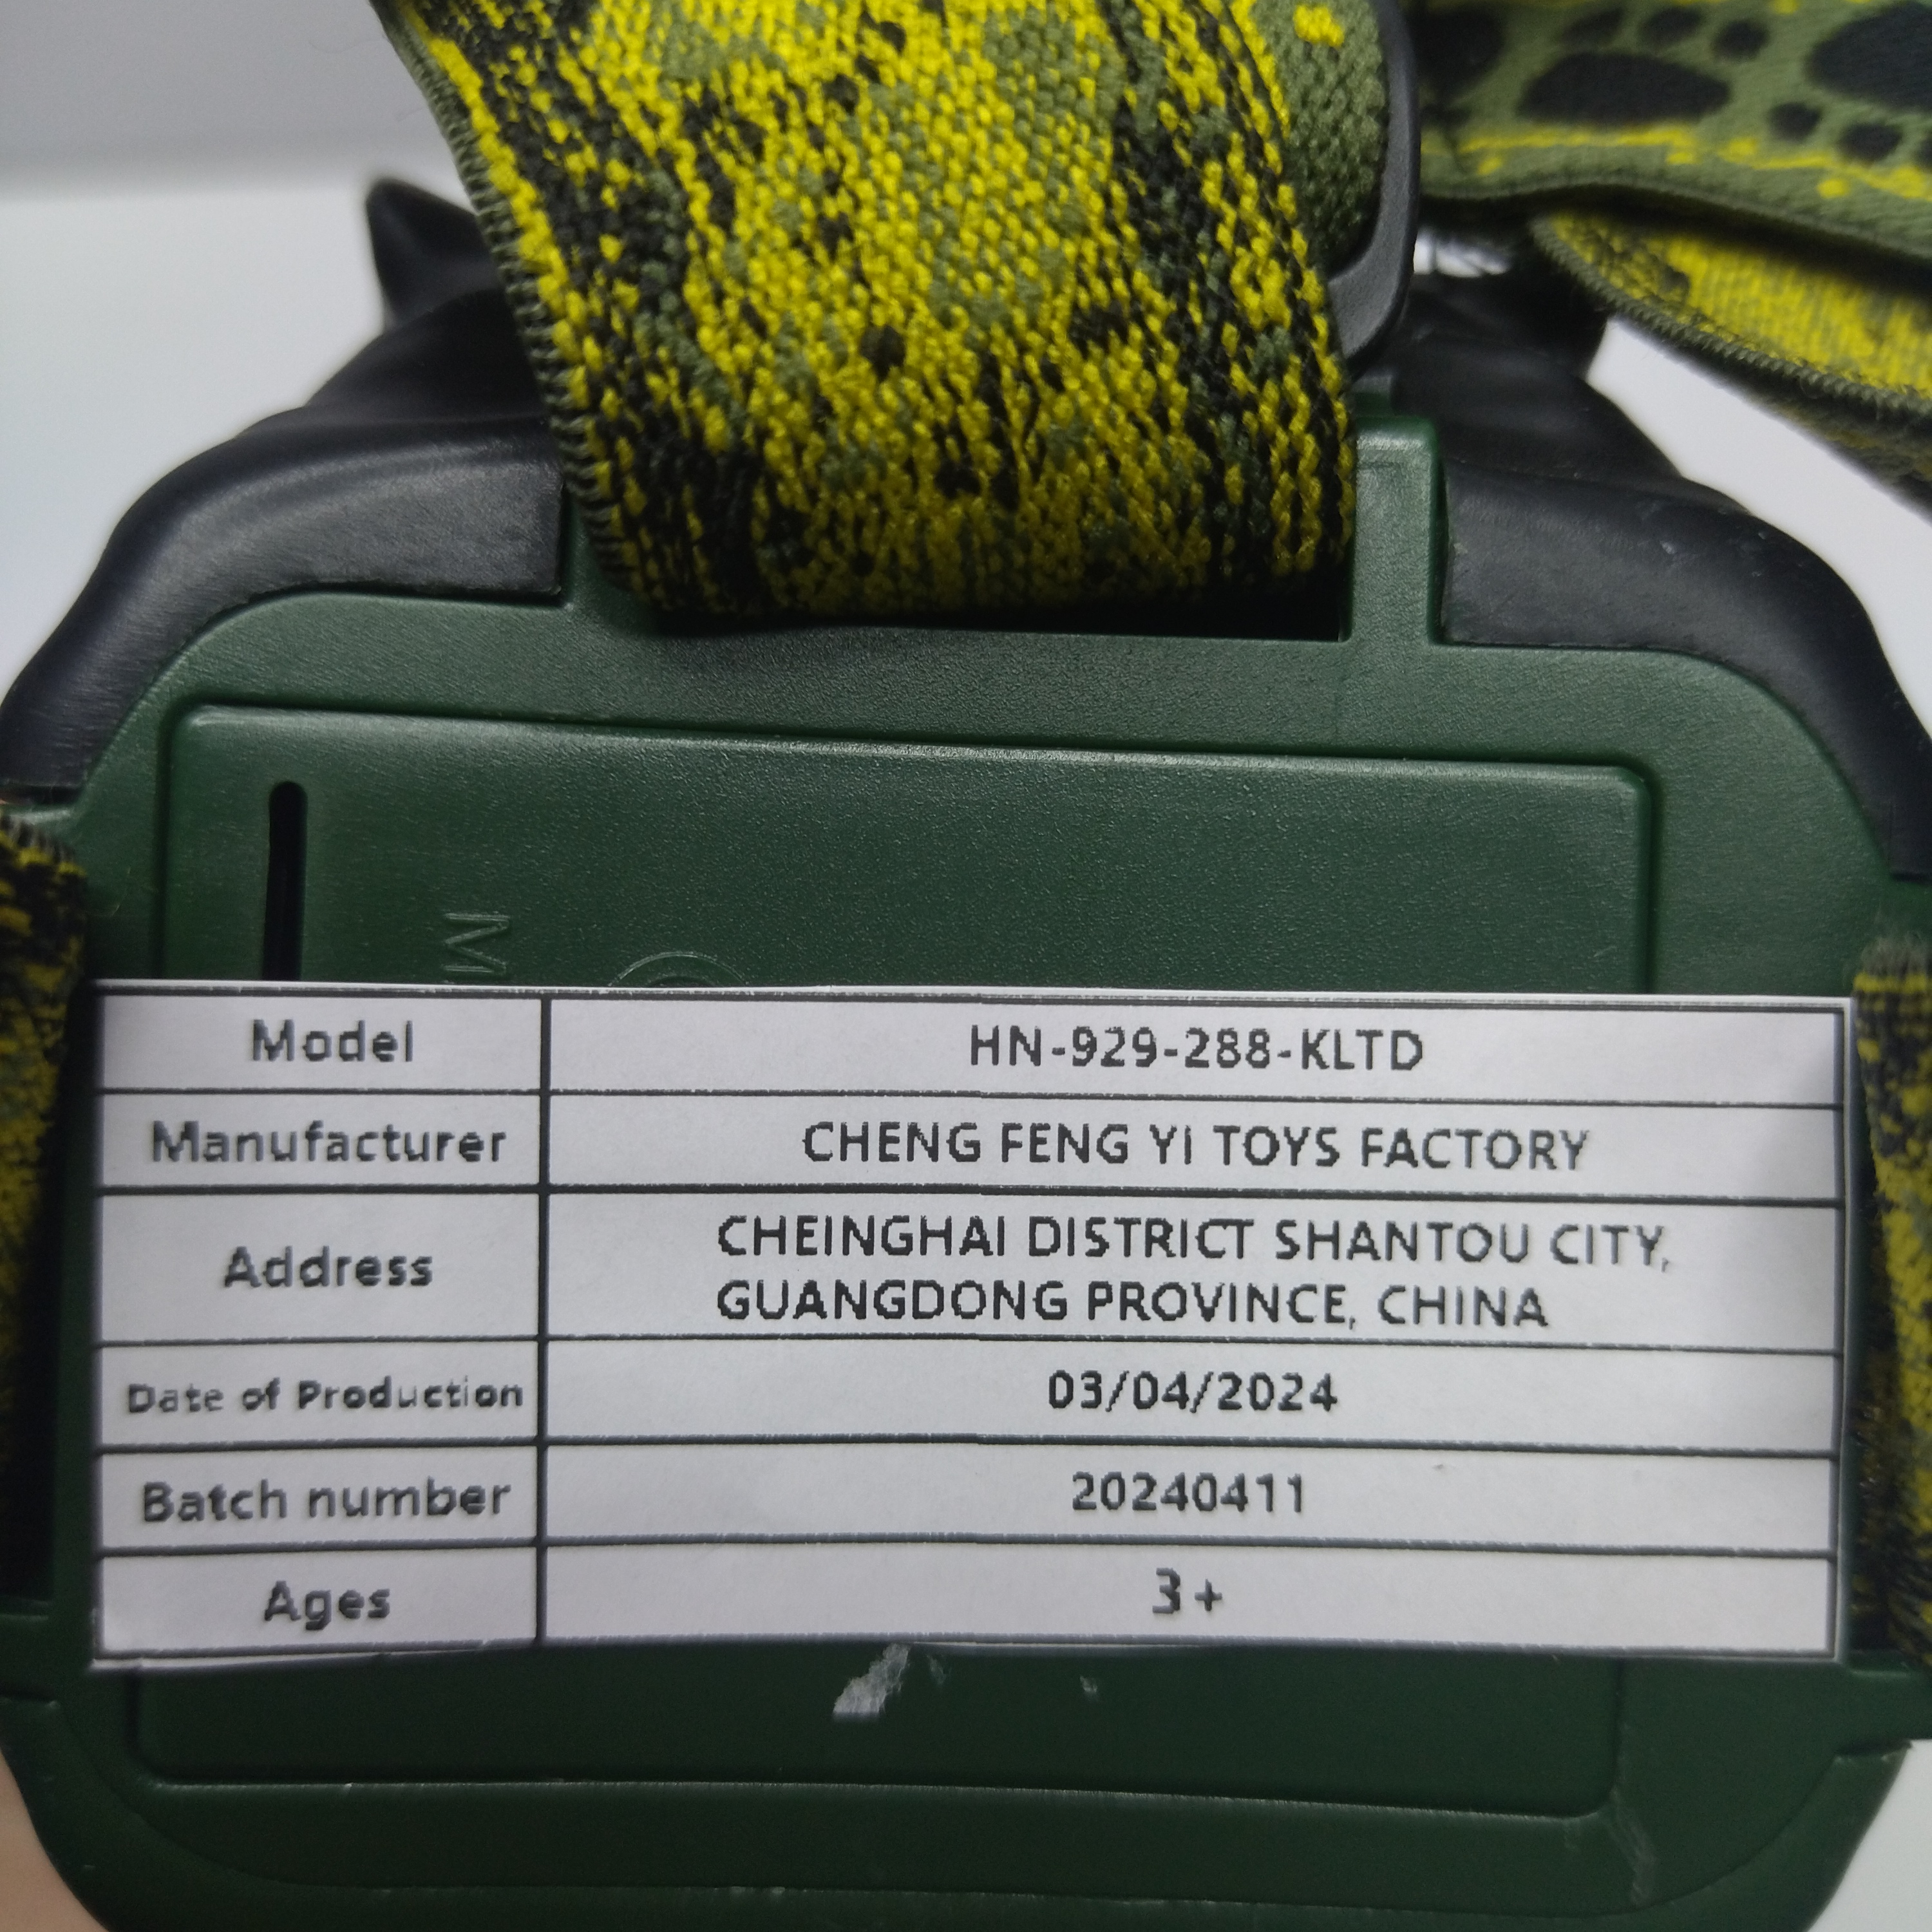 M
Model HN-929-288-KLTD
Manufacturer CHENG FENG YI TOYS FACTORY
Address CHEINGHAI DISTRICT SHANTOU CITY,
GUANGDONG PROVINCE, CHINA
Date of Production 03/04/2024
Batch number 20240411
Ages 3+